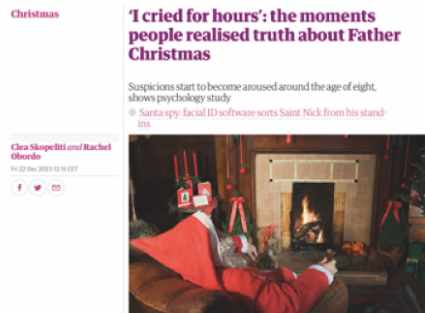 Christmas
'I cried for hours': the moments
people realised truth about Father
Christmas
Suspicions start to become aroused around the age of eight,
shows psychology study
Santa spy: facial ID software sorts Saint Nick from his stand-
ins
Clea Skopeliti and Rachel
Obordo
Fri 22 Dec 2023 12.15 CET